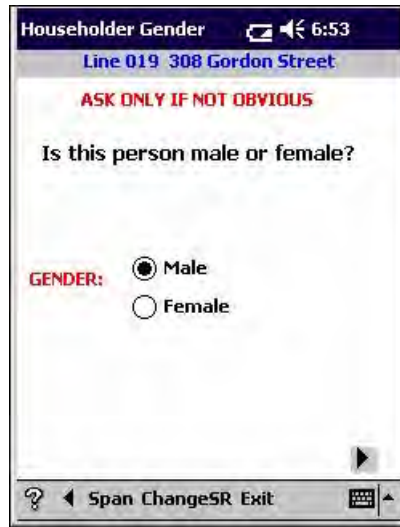 Householder Gender 6:53
Line 019 308 Gordon Street
ASK ONLY IF NOT OBVIOUS
Is this person male or female?
GENDER:
Male
Female
? Span ChangeSR Exit